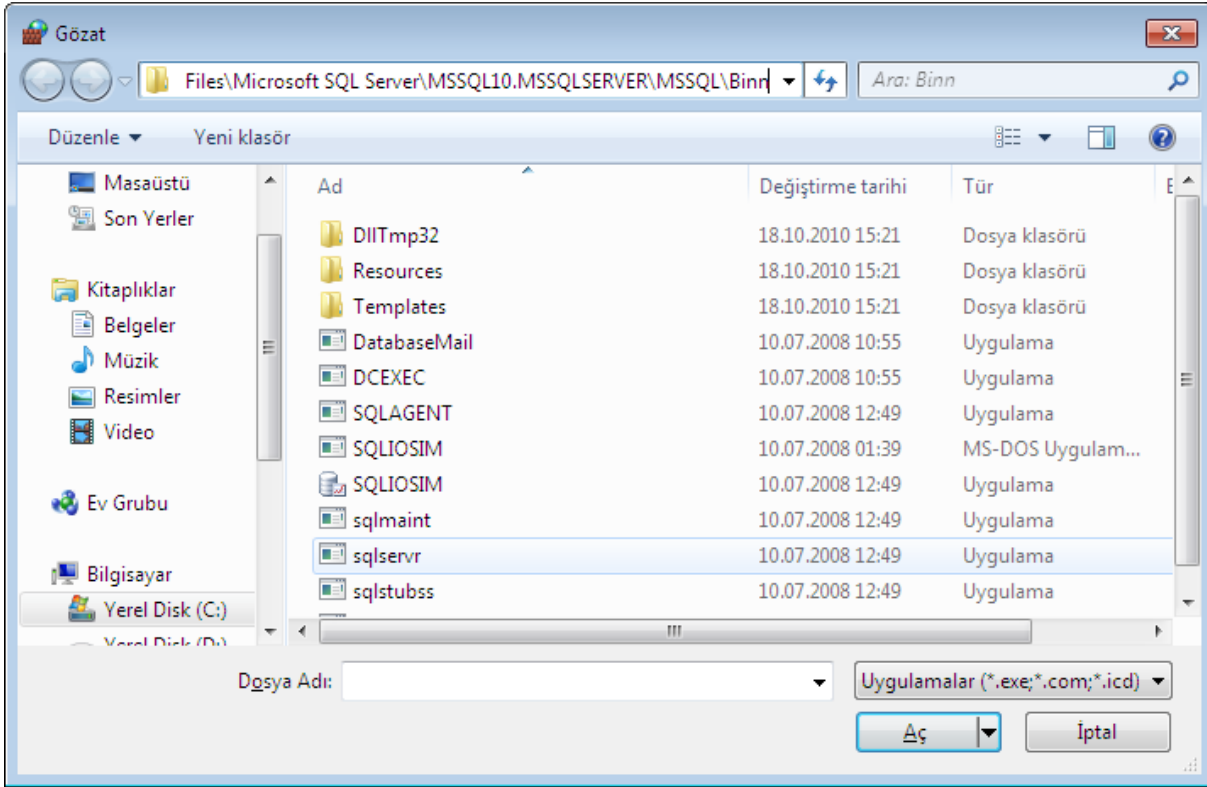 Gözat
Files\Microsoft SQL Server\MSSQL10.MSSQLSERVER\MSSQL\Binn
Ara: Binn
Düzenle
Yeni klasör
Masaüstü
Son Yerler
Kitaplıklar
Belgeler
Müzik
Resimler
Video
Ev Grubu
Bilgisayar
Yerel Disk (C:)
Yerel Disk (D:)
Ad Değiştirme tarihi Tür
DllTmp32 18.10.2010 15:21 Dosya klasörü
Resources 18.10.2010 15:21 Dosya klasörü
Templates 18.10.2010 15:21 Dosya klasörü
DatabaseMail 10.07.2008 10:55 Uygulama
DCEXEC 10.07.2008 10:55 Uygulama
SQLAGENT 10.07.2008 12:49 Uygulama
SQLIOSIM 10.07.2008 01:39 MS-DOS Uygulam...
SQLIOSIM 10.07.2008 12:49 Uygulama
sqlmaint 10.07.2008 12:49 Uygulama
sqlservr 10.07.2008 12:49 Uygulama
sqlstubss 10.07.2008 12:49 Uygulama
Dosya Adı:
Uygulamalar (*.exe;*.com;*.icd)
Aç
İptal